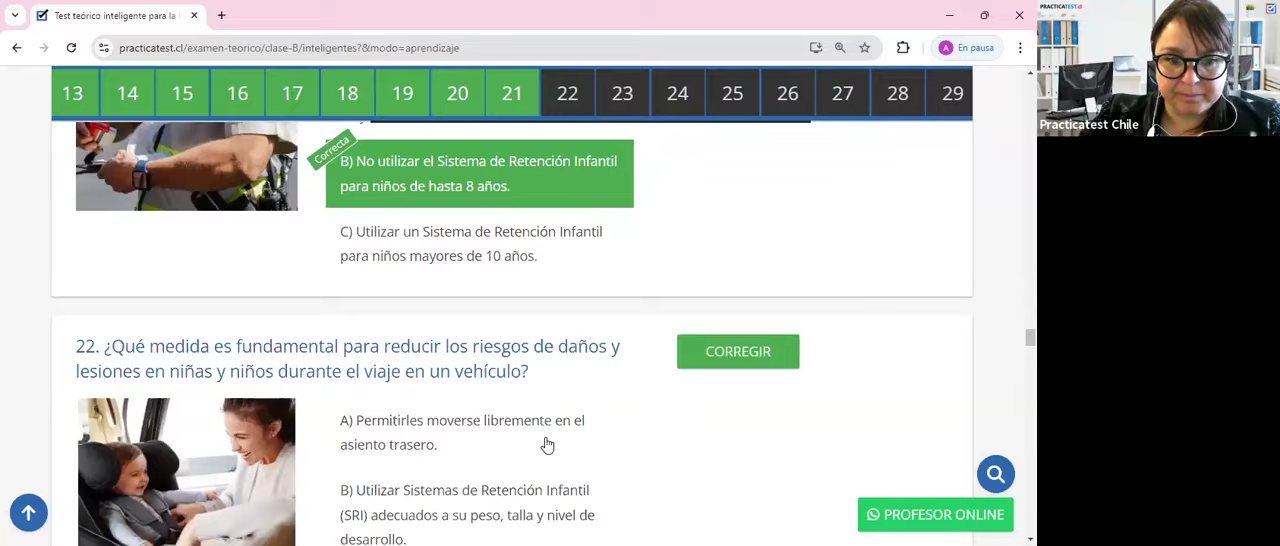 Test teórico inteligente para la
practicatest.cl/examen-teorico/clase-B/inteligentes?&modo=aprendizaje
A
En pausa
PRACTICATEST.cl
13 14 15 16 17 18 19 20 21 22 23 24 25 26 27 28 29
Correcta
B) No utilizar el Sistema de Retención Infantil
para niños de hasta 8 años.
C) Utilizar un Sistema de Retención Infantil
para niños mayores de 10 años.
22. ¿Qué medida es fundamental para reducir los riesgos de daños y
lesiones en niñas y niños durante el viaje en un vehículo?
CORREGIR
A) Permitirles moverse libremente en el
asiento trasero.
B) Utilizar Sistemas de Retención Infantil
(SRI) adecuados a su peso, talla y nivel de
desarrollo.
PROFESOR ONLINE
Practicatest Chile